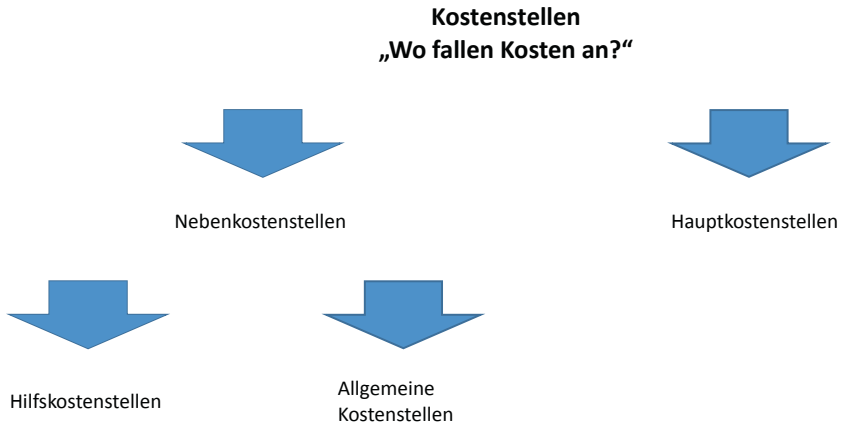 Kostenstellen
„Wo fallen Kosten an?“
Nebenkostenstellen
Hauptkostenstellen
Hilfskostenstellen
Allgemeine
Kostenstellen